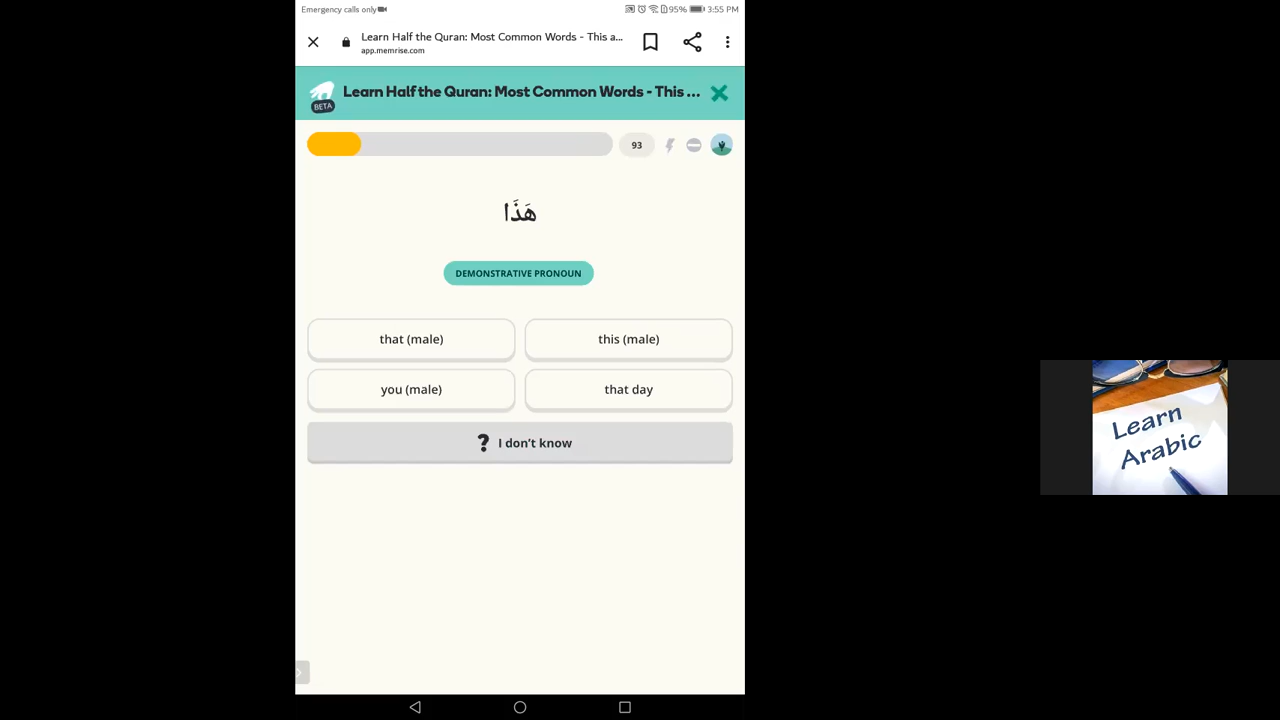 Emergency calls only
95% 3:55 PM
Learn Half the Quran: Most Common Words - This a...
app.memrise.com
Learn Half the Quran: Most Common Words - This ...
BETA
93
هَذَا
DEMONSTRATIVE PRONOUN
that (male)
this (male)
you (male)
that day
? I don't know
Learn
Arabic